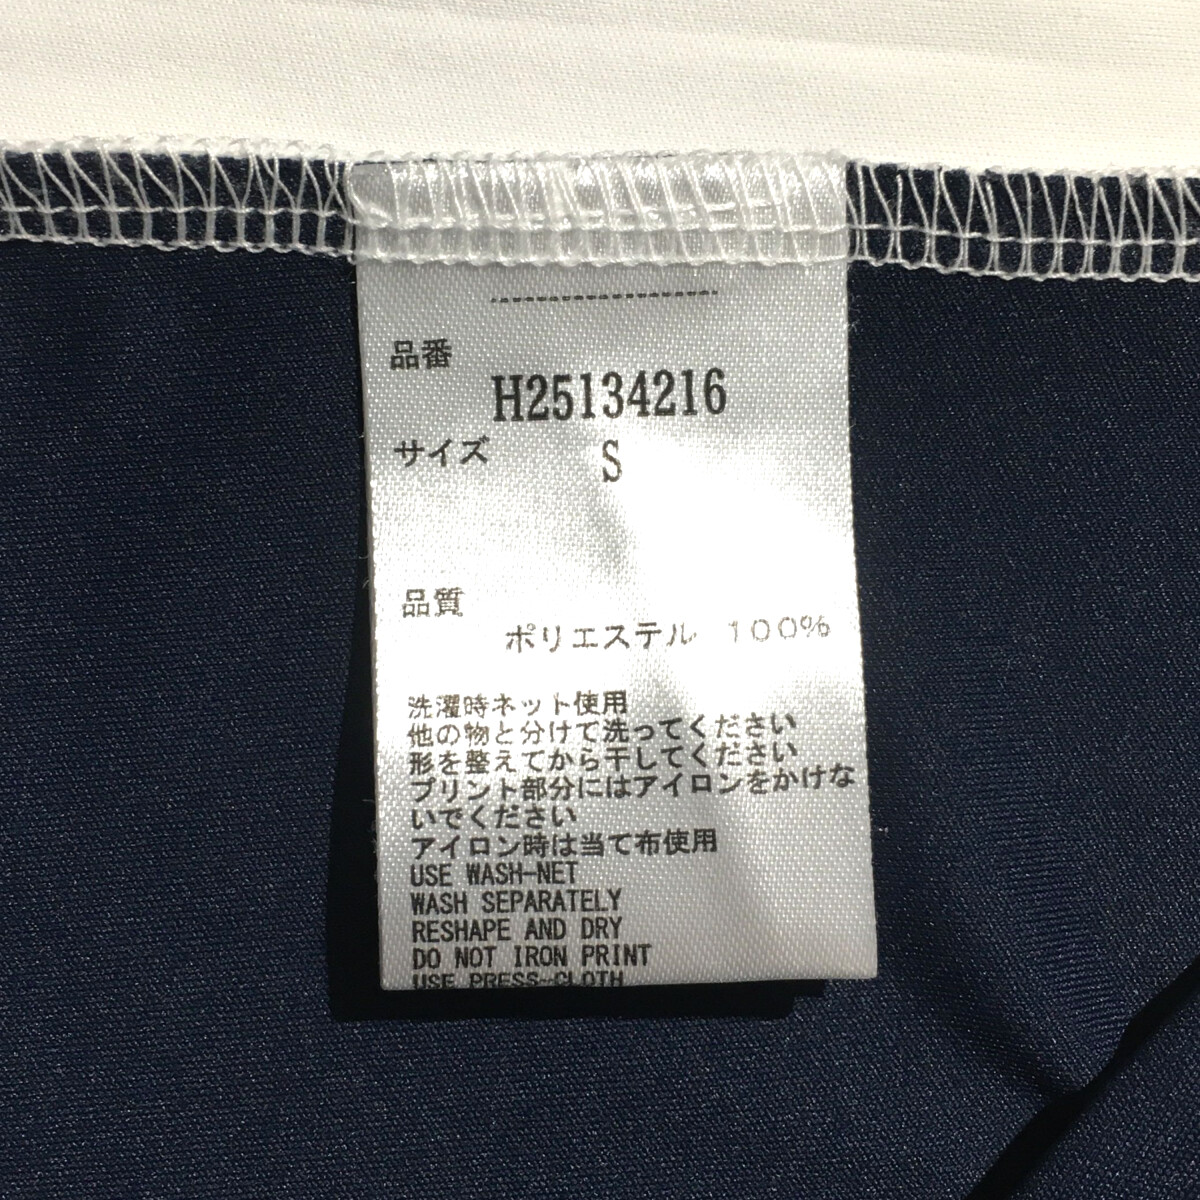 品番
H25134216
サイズ S
品質
ポリエステル 100%
洗濯時ネット使用
他の物と分けて洗ってください
形を整えてから干してください
プリント部分にはアイロンをかけな
いでください
アイロン時は当て布使用
USE WASH-NET
WASH SEPARATELY
RESHAPE AND DRY
DO NOT IRON PRINT
USE PRESS-CLOTH